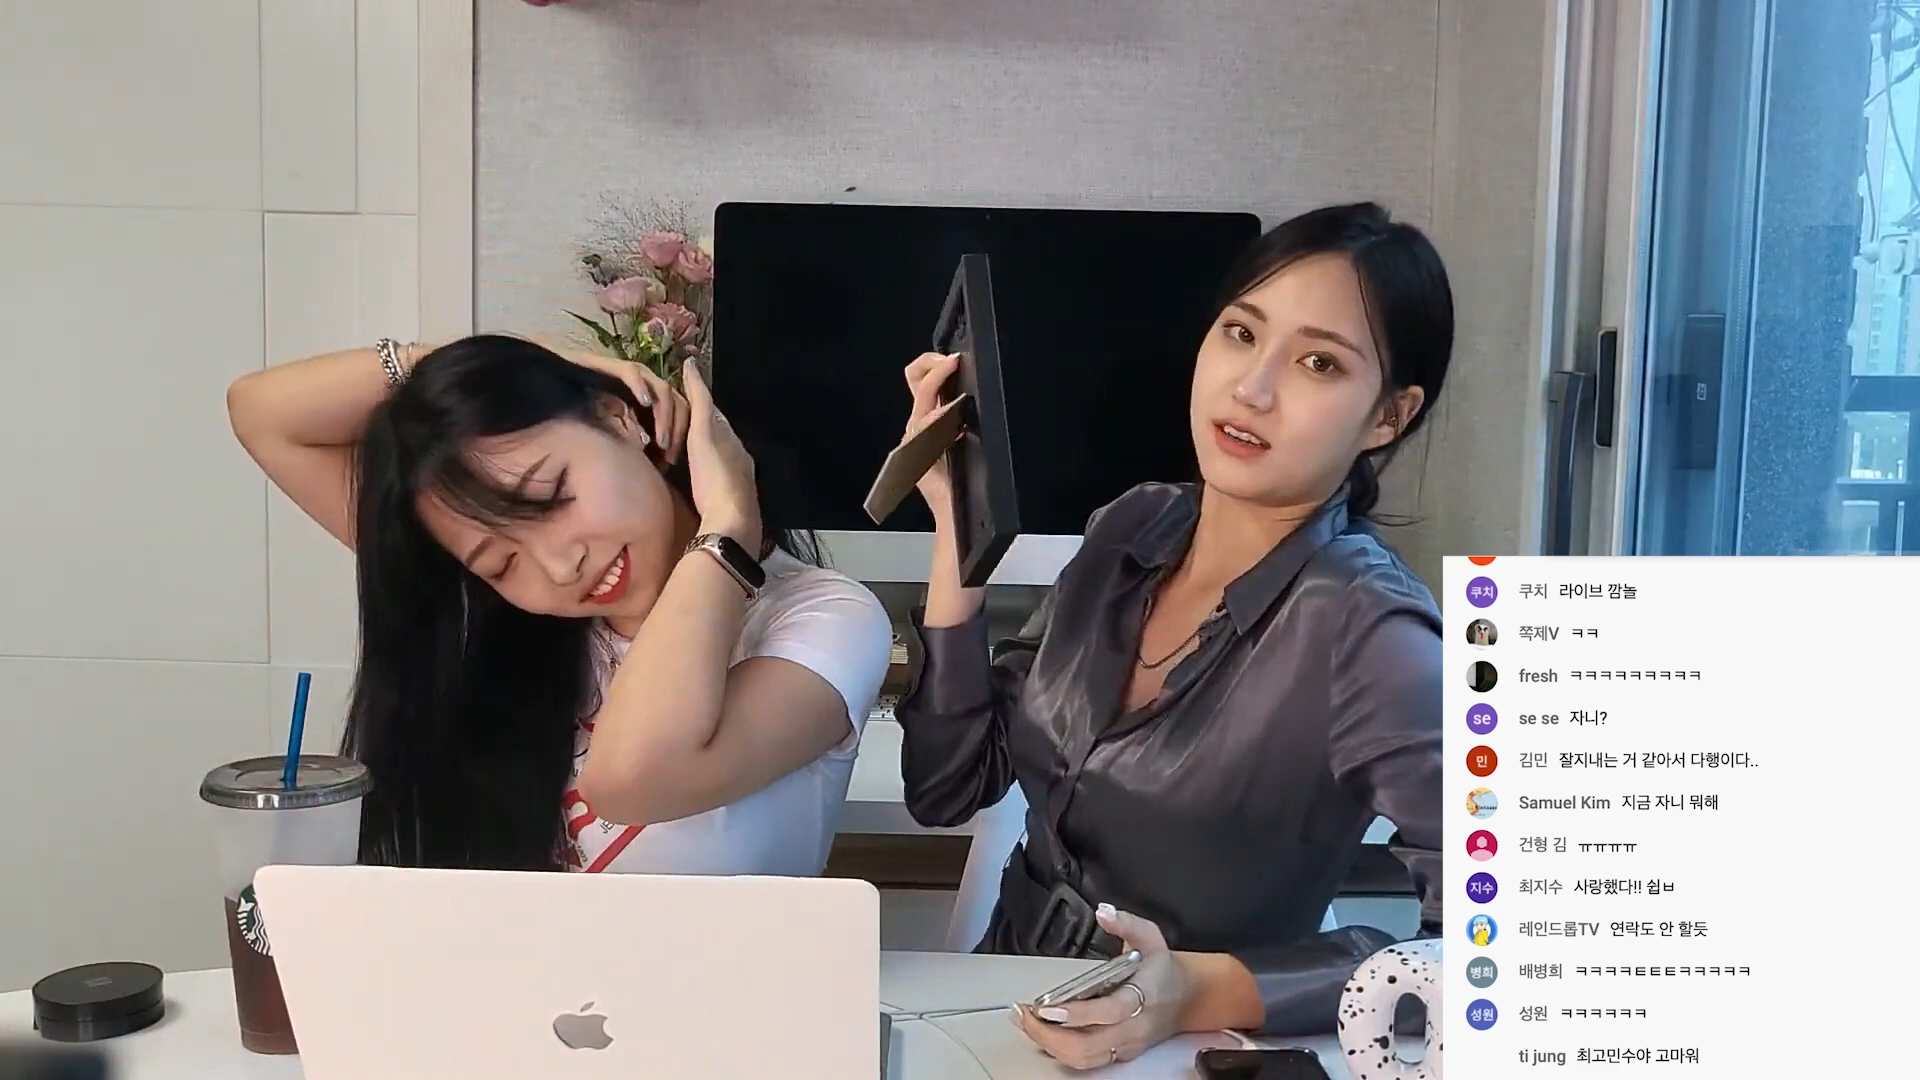 쿠치 쿠치 라이브 깜놀
쪽제V ㅋㅋ
fresh ㅋㅋㅋㅋㅋㅋㅋㅋㅋ
se se se 자니?
민 김민 잘지내는 거 같아서 다행이다..
Samuel Kim 지금 자니 뭐해
건형 김 ㅠㅠㅠㅠ
지수 최지수 사랑했다!! 쉽ㅂ
레인드롭TV 연락도 안 할듯
병희 배병희 ㅋㅋㅋㅋㅌㅌㅌㅋㅋㅋㅋㅋ
성원 성원 ㅋㅋㅋㅋㅋㅋ
ti jung 최고민수야 고마워